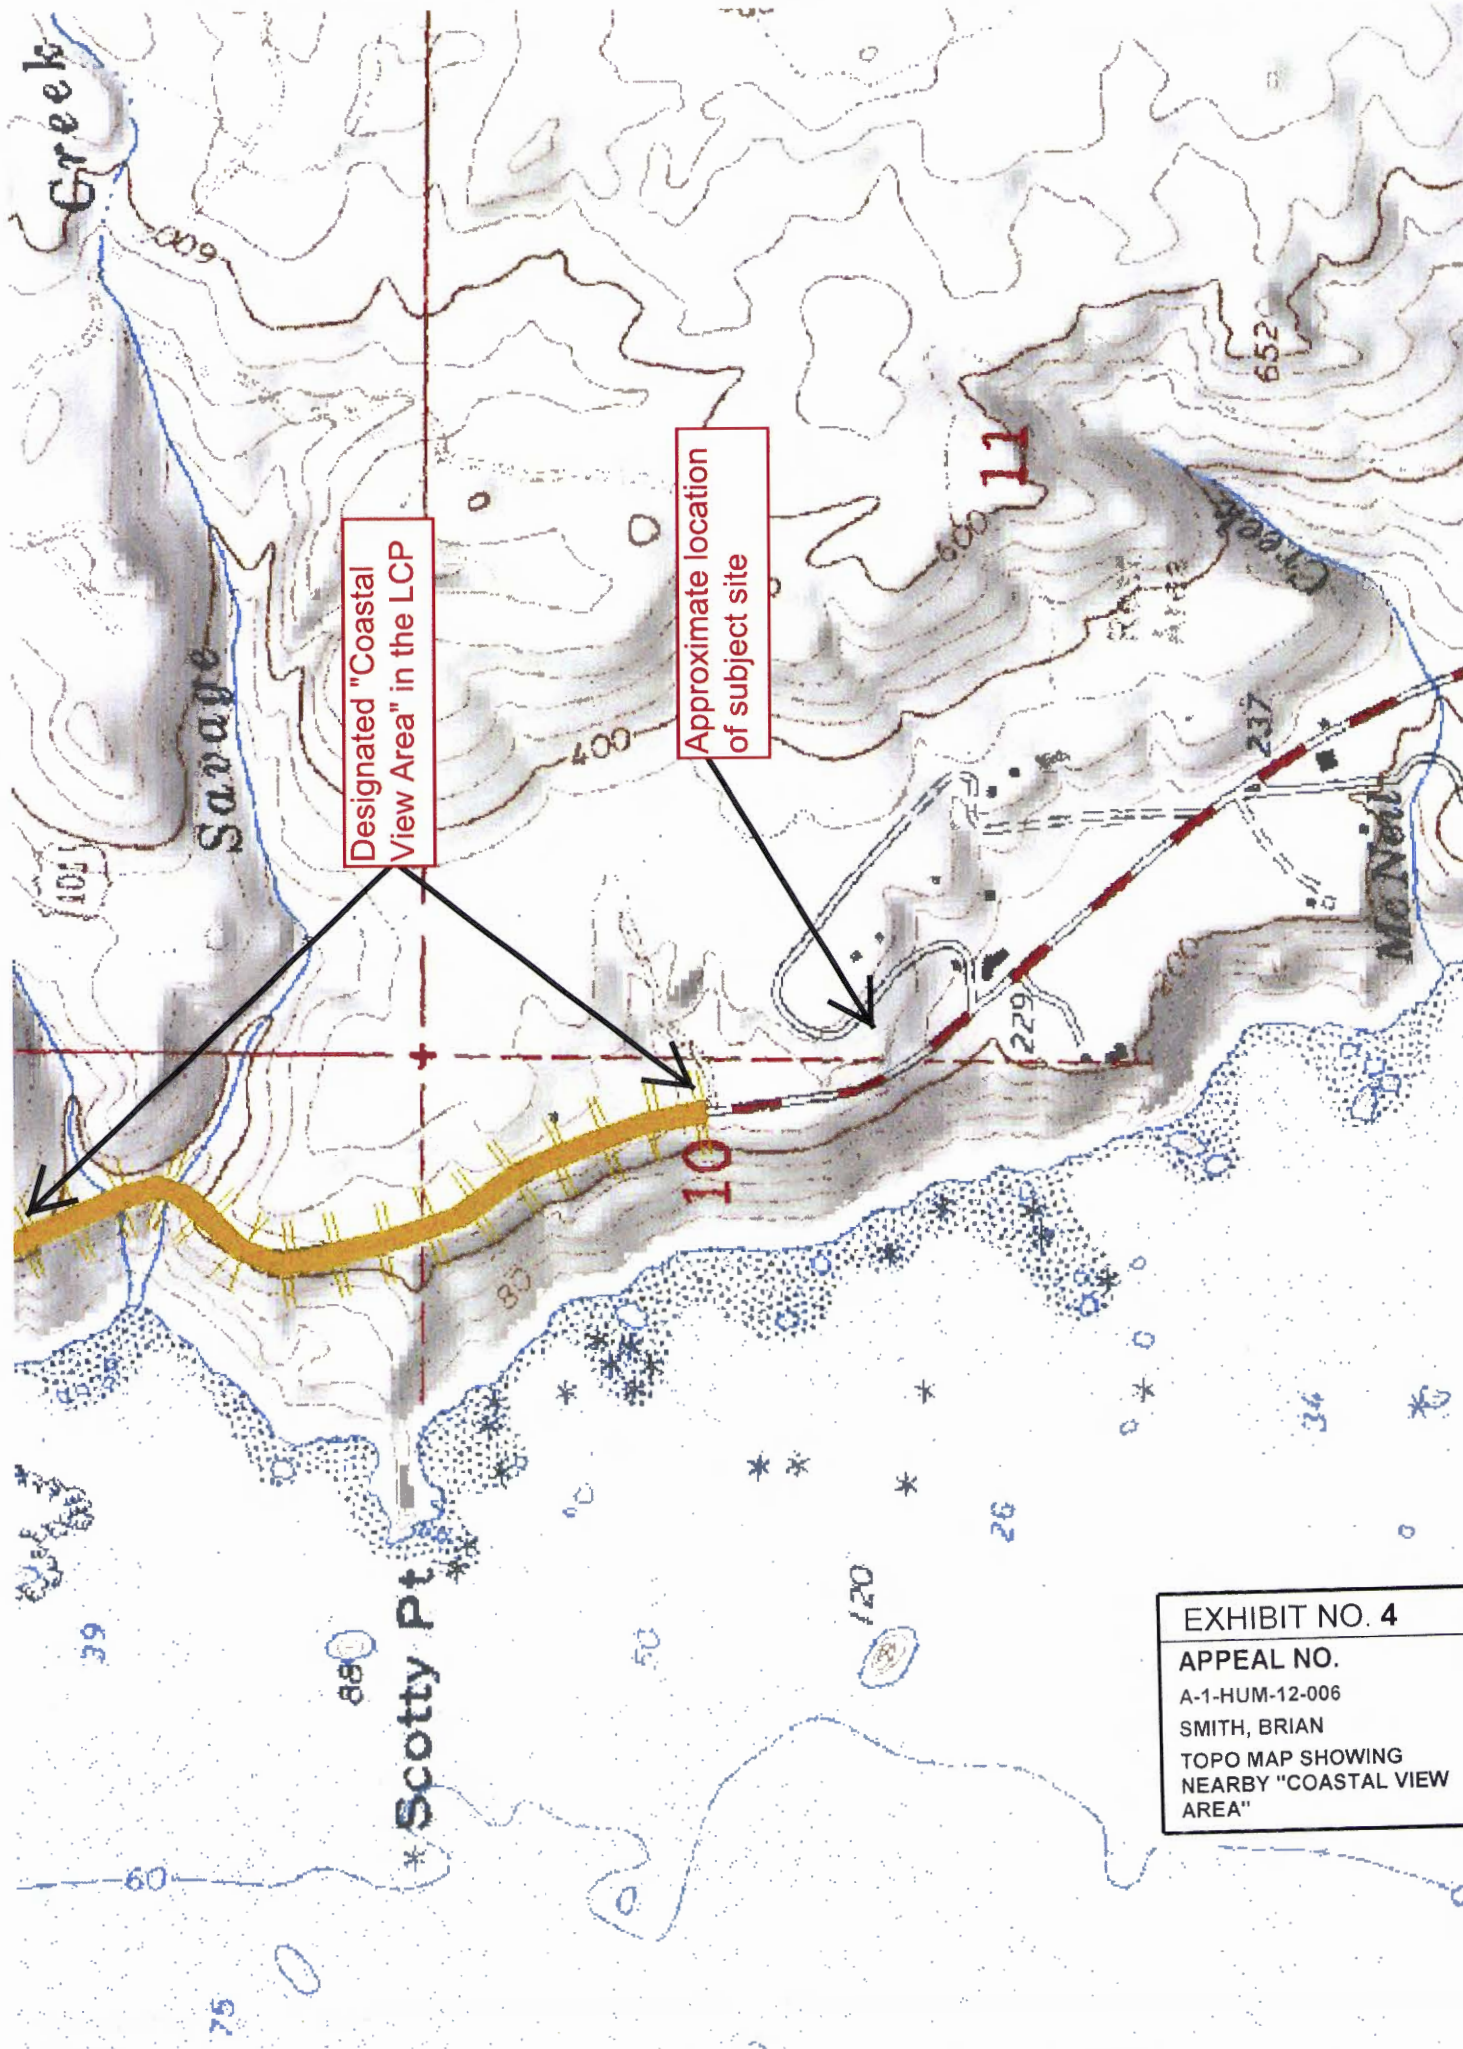 Creek
600
Savage
101
Designated "Coastal
View Area" in the LCP
400
Approximate location
of subject site
11
600
652
Creek
237
McNeil
229
10
80
Scotty Pt
39
88
50
120
26
34
60
75
EXHIBIT NO. 4
APPEAL NO.
A-1-HUM-12-006
SMITH, BRIAN
TOPO MAP SHOWING
NEARBY "COASTAL VIEW
AREA"